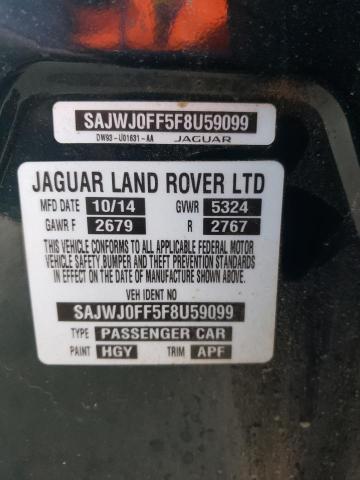 SAJWJ0FF5F8U59099
DW93-U01631-AA JAGUAR
JAGUAR LAND ROVER LTD
MFD DATE 10/14 GVWR 5324
GAWR F 2679 R 2767
THIS VEHICLE CONFORMS TO ALL APPLICABLE FEDERAL MOTOR
VEHICLE SAFETY, BUMPER AND THEFT PREVENTION STANDARDS
IN EFFECT ON THE DATE OF MANUFACTURE SHOWN ABOVE.
VEH IDENT NO
SAJWJ0FF5F8U59099
TYPE PASSENGER CAR
PAINT HGY TRIM APF